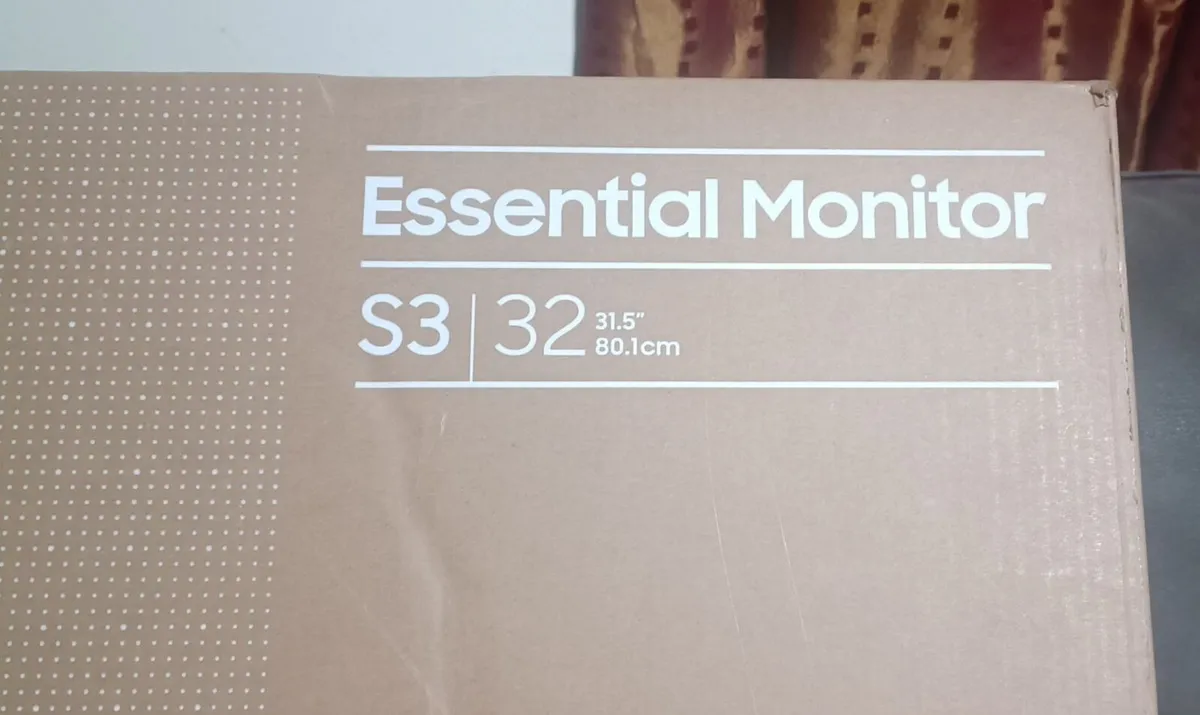 Essential Monitor
S3 32 31.5"
80.1cm